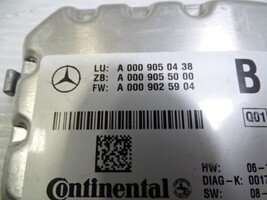 LU: A 000 905 04 38
ZB: A 000 905 50 00
FW: A 000 902 59 04
B
Q01
HW: 06-
DIAG-K: 0017
Continental
SW: 08-